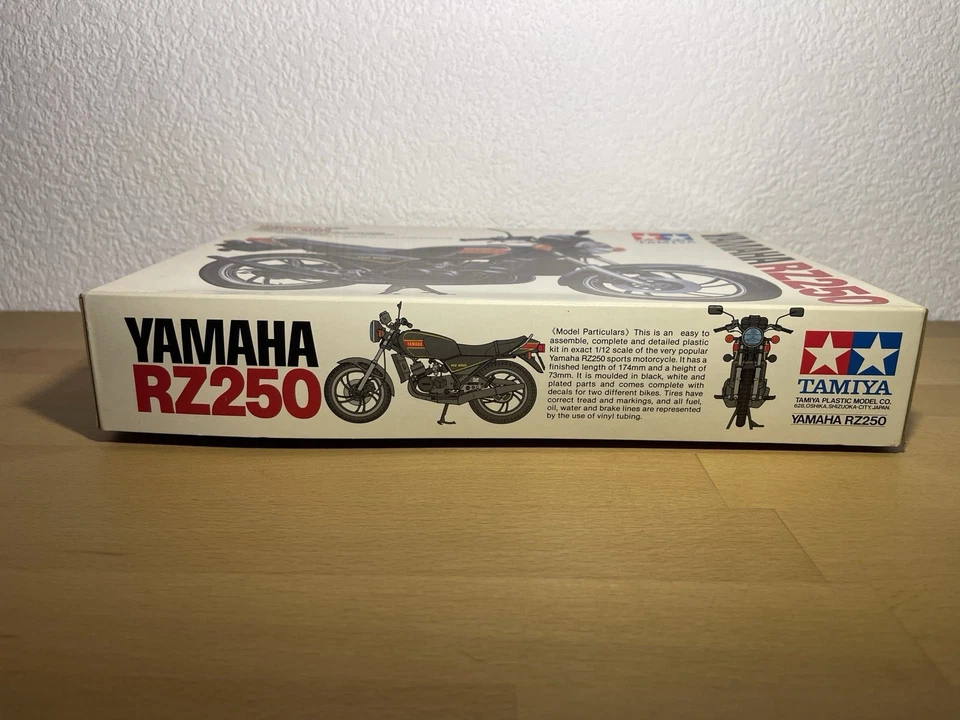 TAMIYA
YAMAHA RZ250
YAMAHA
RZ250
YAMAHA
(Model Particulars) This is an easy to
assemble, complete and detailed plastic
kit in exact 1/12 scale of the very popular
Yamaha RZ250 sports motorcycle. It has a
finished length of 174mm and a height of
73mm. It is moulded in black, white and
plated parts and comes complete with
decals for two different bikes. Tires have
correct tread and markings, and all fuel,
oil, water and brake lines are represented
by the use of vinyl tubing.
TAMIYA
TAMIYA PLASTIC MODEL CO.
628, OSHIKA, SHIZUOKA-CITY, JAPAN.
YAMAHA RZ250